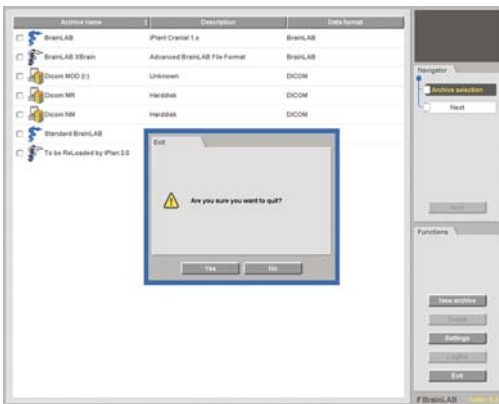 Archive name Description Data format
BrainLAB iPlan! Cranial 1.x BrainLAB
BrainLAB XBrain Advanced BrainLAB File Format BrainLAB
Dicom MOD (I:) Unknown DICOM
Dicom MR Harddisk DICOM
Dicom NM Harddisk DICOM
Standard BrainLAB
To be ReLoaded by iPlan 2.0
Exit
Are you sure you want to quit?
Yes No
Navigator
Archive selection
Next
Next
Functions
New archive
Delete
Settings
Logfile
Exit
BrainLAB